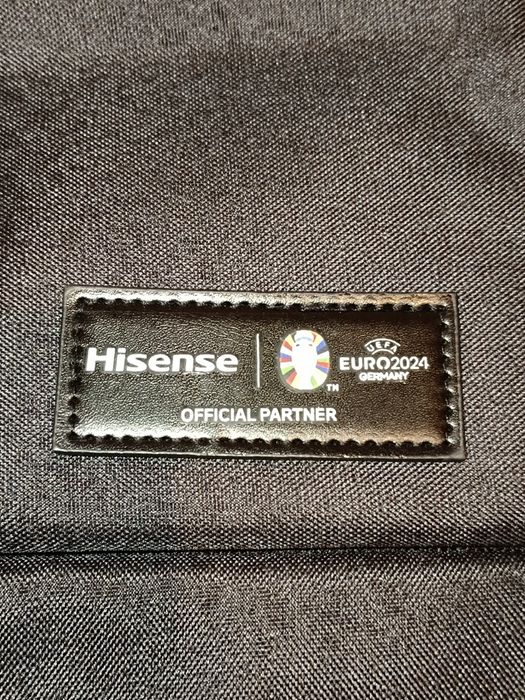 Hisense
TM
UEFA
EURO2024
GERMANY
OFFICIAL PARTNER